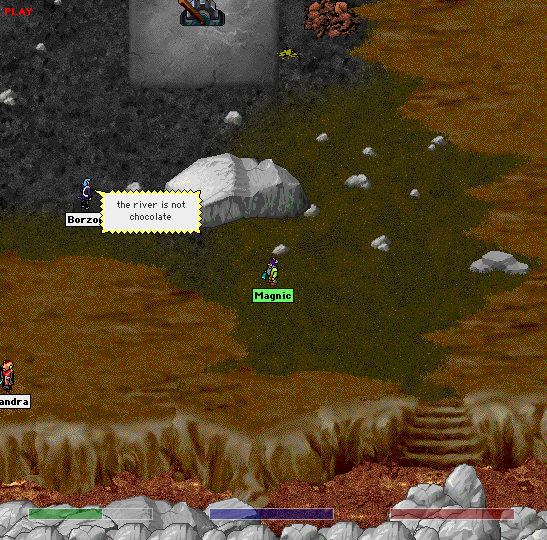 PLAY
the river is not
chocolate
Borzo
Magnic
andra